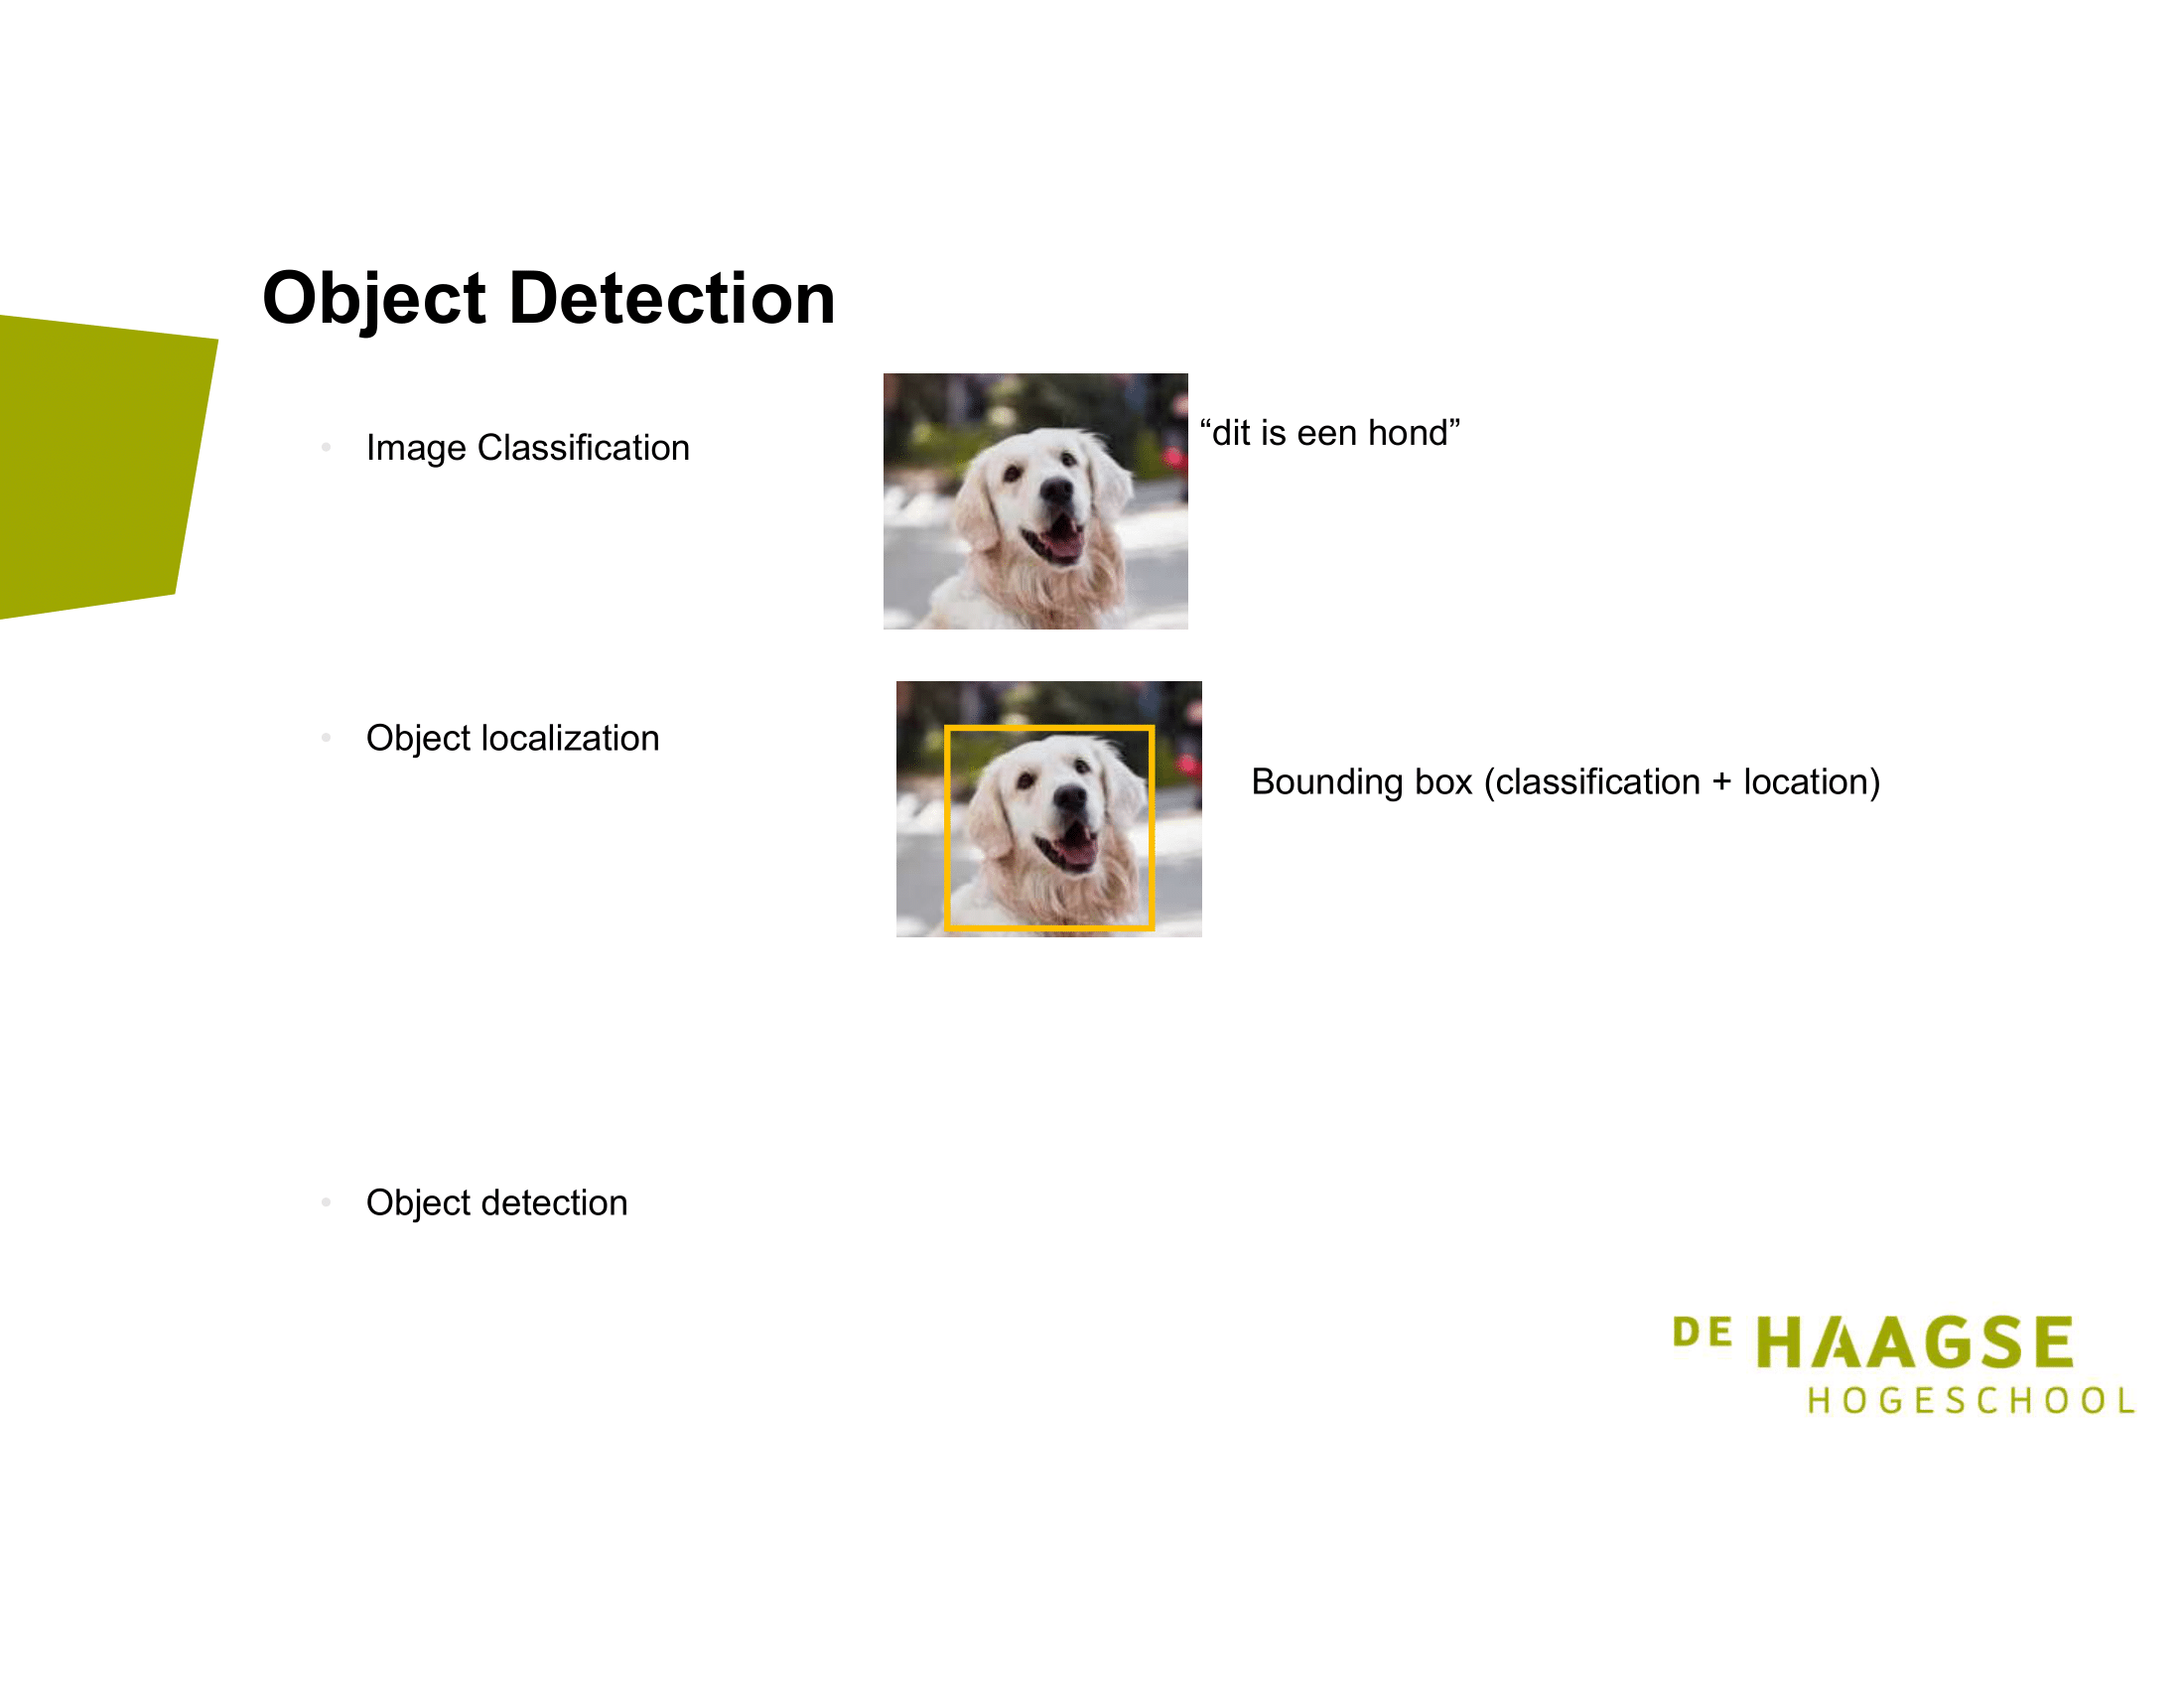 Object Detection
Image Classification
“dit is een hond”
Object localization
Bounding box (classification + location)
Object detection
DE HAAGSE
HOGESCHOOL